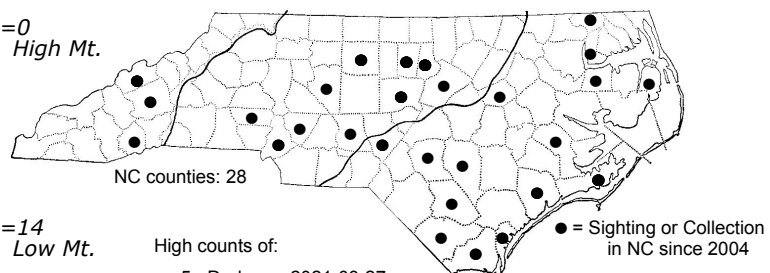 =0
High Mt.
NC counties: 28
=14
Low Mt.
High counts of:
● = Sighting or Collection
in NC since 2004